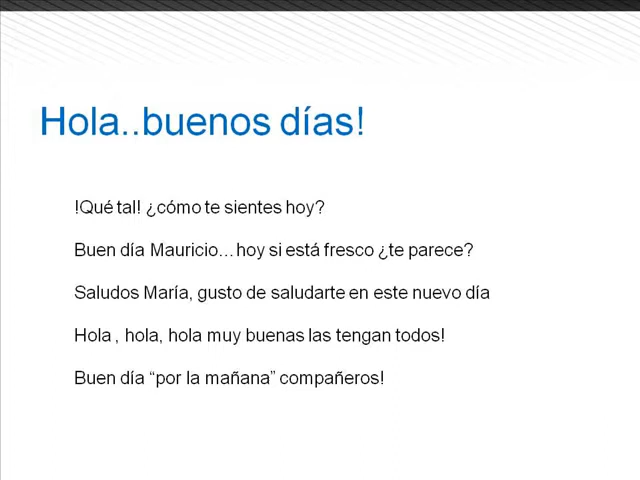 Hola..buenos días!
!Qué tal! ¿cómo te sientes hoy?
Buen día Mauricio...hoy si está fresco ¿te parece?
Saludos María, gusto de saludarte en este nuevo día
Hola , hola, hola muy buenas las tengan todos!
Buen día “por la mañana” compañeros!